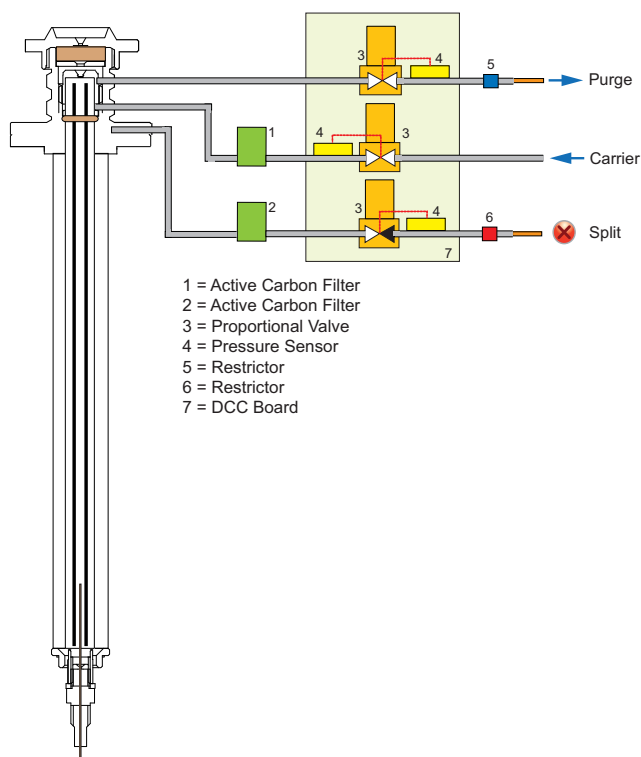 3
4
5
Purge
1
4
3
Carrier
2
3
4
6
Split
7
1 = Active Carbon Filter
2 = Active Carbon Filter
3 = Proportional Valve
4 = Pressure Sensor
5 = Restrictor
6 = Restrictor
7 = DCC Board